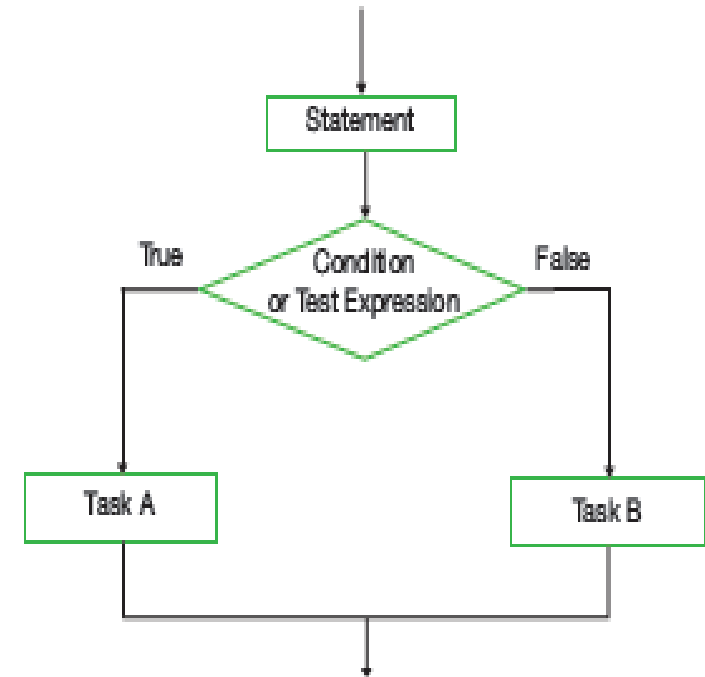 Statement
True
Condition
or Test Expression
False
Task A
Task B